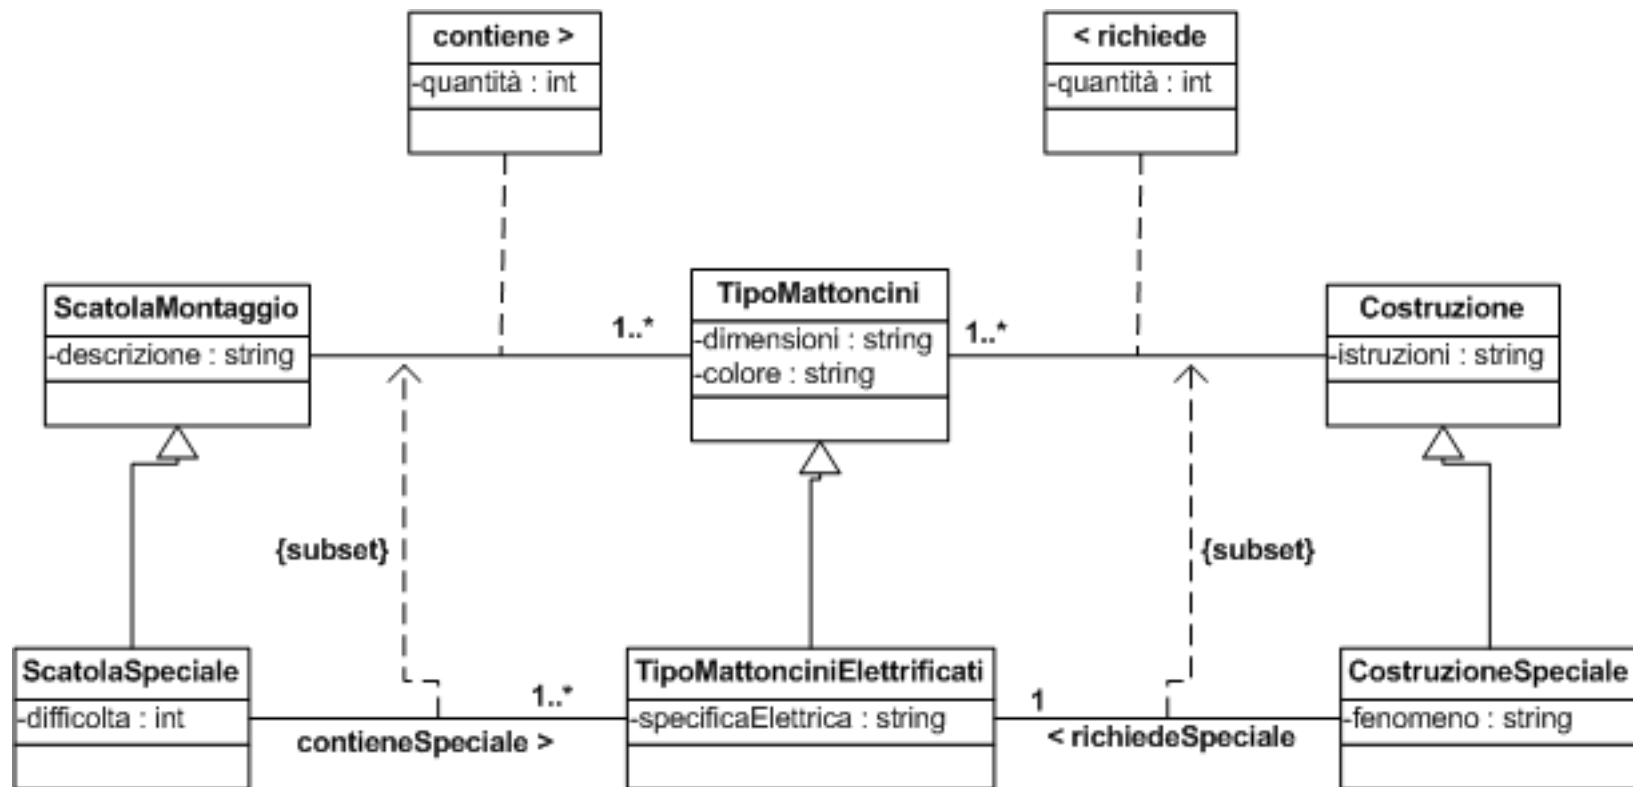 contiene >
-quantità : int
< richiede
-quantità : int
ScatolaMontaggio
-descrizione : string
1..*
TipoMattoncini
-dimensioni : string
-colore : string
1..*
Costruzione
-istruzioni : string
{subset}
{subset}
ScatolaSpeciale
-difficolta : int
1..*
contieneSpeciale >
TipoMattonciniElettrificati
-specificaElettrica : string
1
< richiedeSpeciale
CostruzioneSpeciale
-fenomeno : string